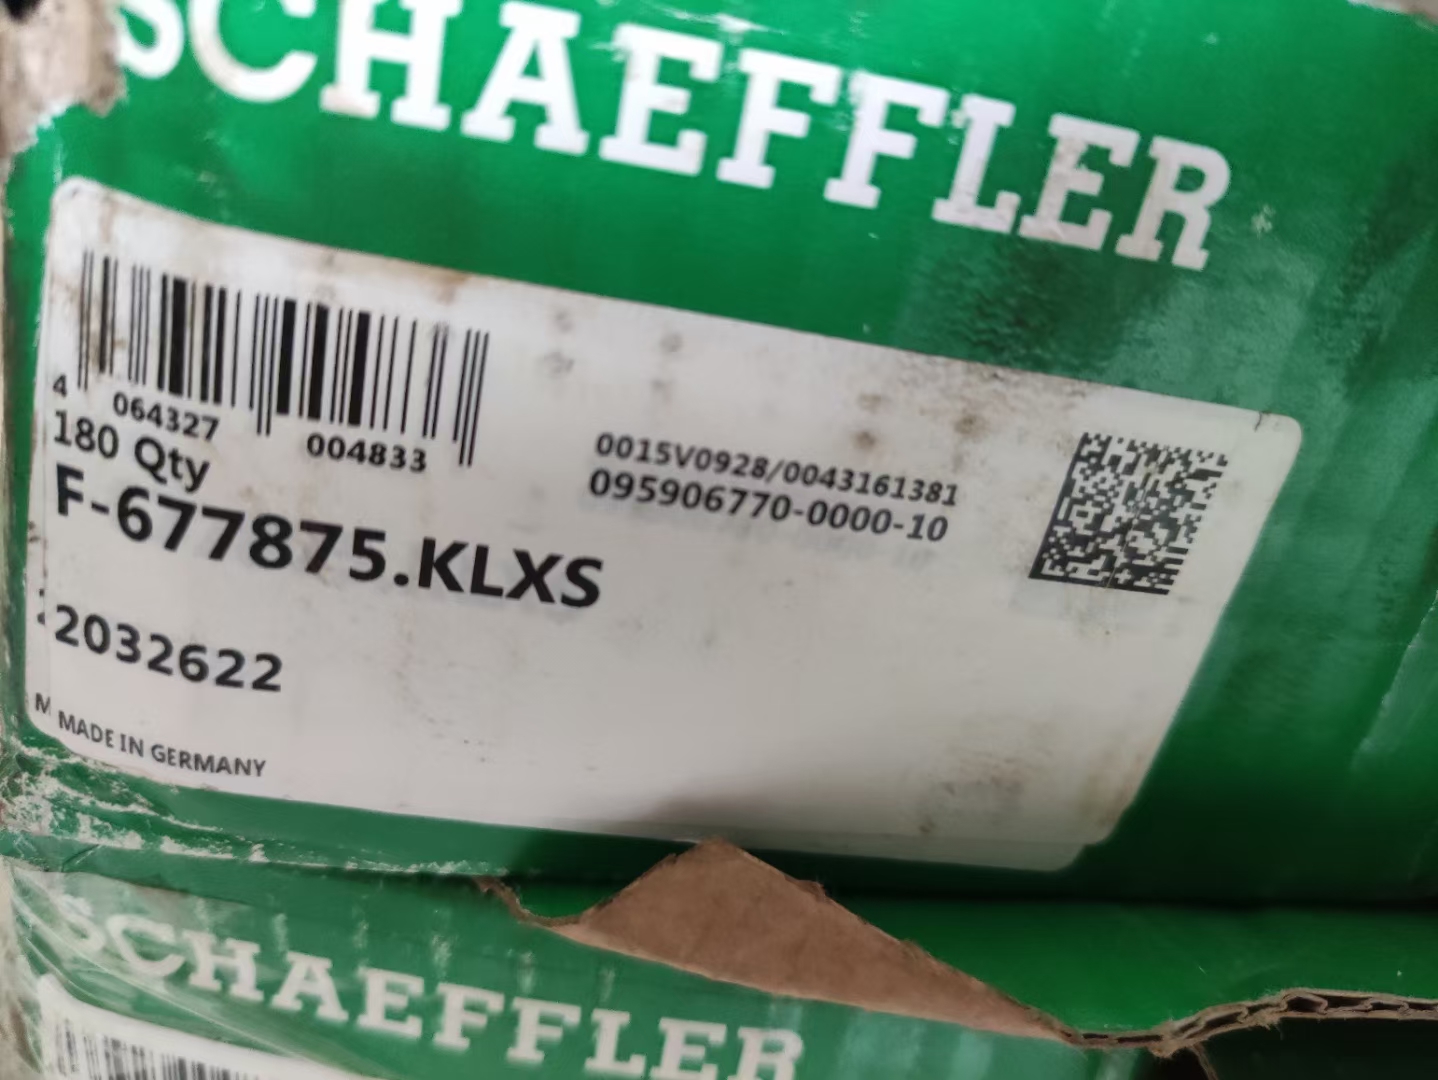 SCHAEFFLER
4 064327 004833
180 Qty
0015V0928/0043161381
095906770-0000-10
F-677875.KLXS
2032622
M MADE IN GERMANY
SCHAEFFLER